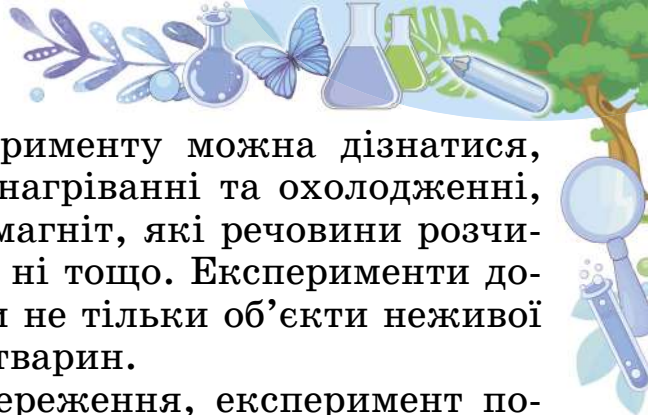 рименту можна дізнатися,
нагріванні та охолодженні,
магніт, які речовини розчи-
ні тощо. Експерименти до-
и не тільки об’єкти неживої
тварин.
ереження, експеримент по-